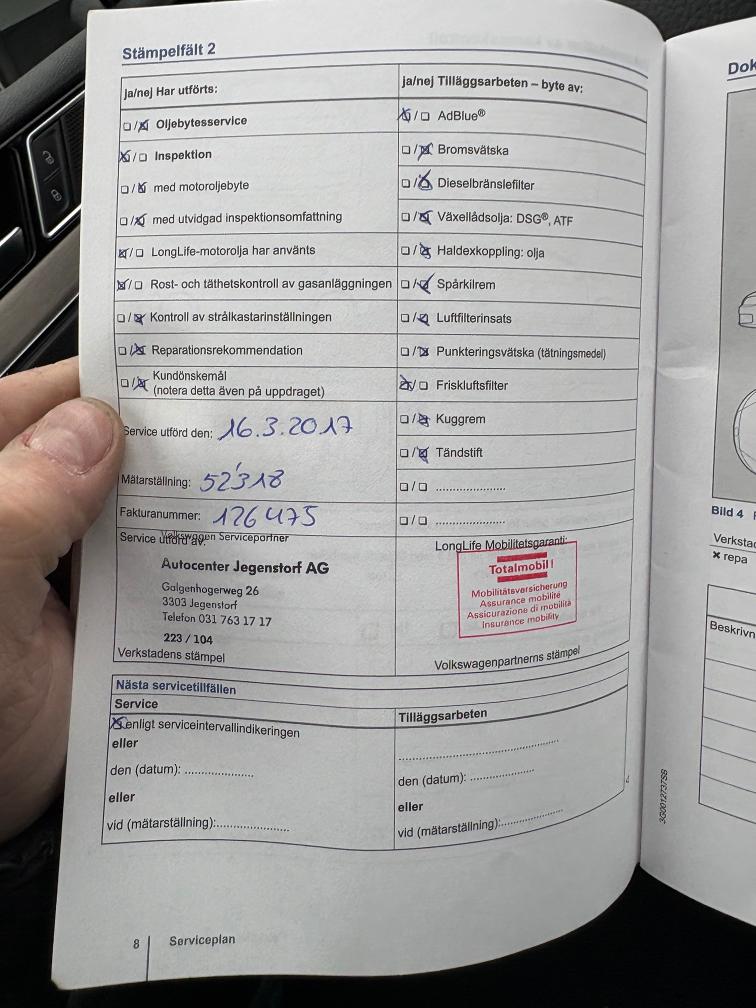 Stämpelfält 2
ja/nej Har utförts:
☐/☒ Oljebytesservice
☒/☐ Inspektion
☐/☒ med motoroljebyte
☐/☒ med utvidgad inspektionsomfattning
☒/☐ LongLife-motorolja har använts
☒/☐ Rost- och täthetskontroll av gasanläggningen
☐/☒ Kontroll av strålkastarinställningen
☐/☒ Reparationsrekommendation
☐/☒ Kundönskemål
(notera detta även på uppdraget)
ja/nej Tilläggsarbeten – byte av:
☒/☐ AdBlue®
☐/☒ Bromsvätska
☐/☒ Dieselbränslefilter
☐/☒ Växellådsolja: DSG®, ATF
☐/☒ Haldexkoppling: olja
☐/☒ Spårkilrem
☐/☒ Luftfilterinsats
☐/☒ Punkteringsvätska (tätningsmedel)
☒/☐ Friskluftsfilter
☐/☒ Kuggrem
☐/☒ Tändstift
☐/☐ .....................
☐/☐ .....................
Service utförd den: 16.3.2017
Mätarställning: 52'318
Fakturanummer: 126475
Service utförd av:
Volkswagen Servicepartner
Autocenter Jegenstorf AG
Galgenhogerweg 26
3303 Jegenstorf
Telefon 031 763 17 17
223 / 104
Verkstadens stämpel
LongLife Mobilitetsgaranti:
Totalmobil!
Mobilitätsversicherung
Assurance mobilité
Assicurazione di mobilità
Insurance mobility
Volkswagenpartnerns stämpel
Nästa servicetillfällen
Service
☒ enligt serviceintervallindikeringen
eller
den (datum): .....................
eller
vid (mätarställning):.....................
Tilläggsarbeten
..................................................
den (datum): ...................
eller
vid (mätarställning):...................
8
Serviceplan
3G0012737SB
Dok
Bild 4
Verksta
✖ repa
Beskrivn